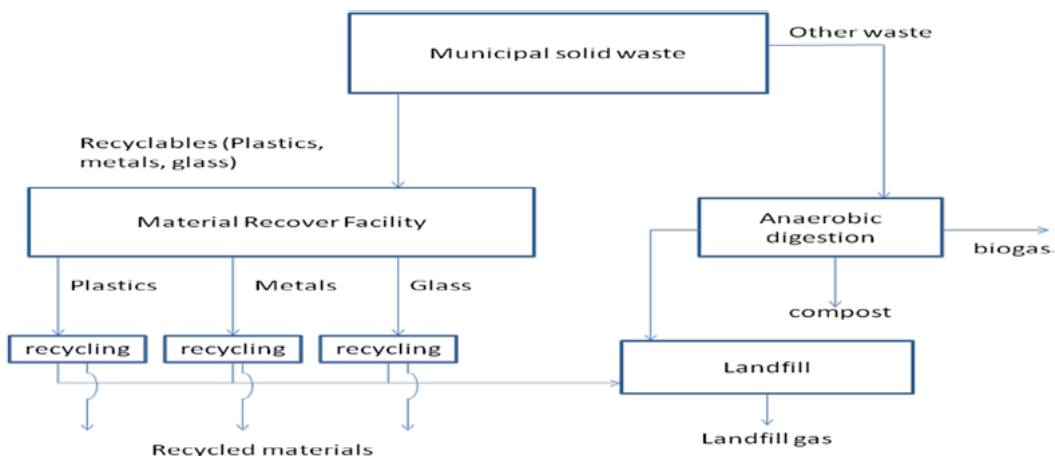 Municipal solid waste
Other waste
Recyclables (Plastics,
metals, glass)
Material Recover Facility
Anaerobic
digestion
biogas
Plastics
Metals
Glass
compost
recycling
recycling
recycling
Landfill
Landfill gas
Recycled materials